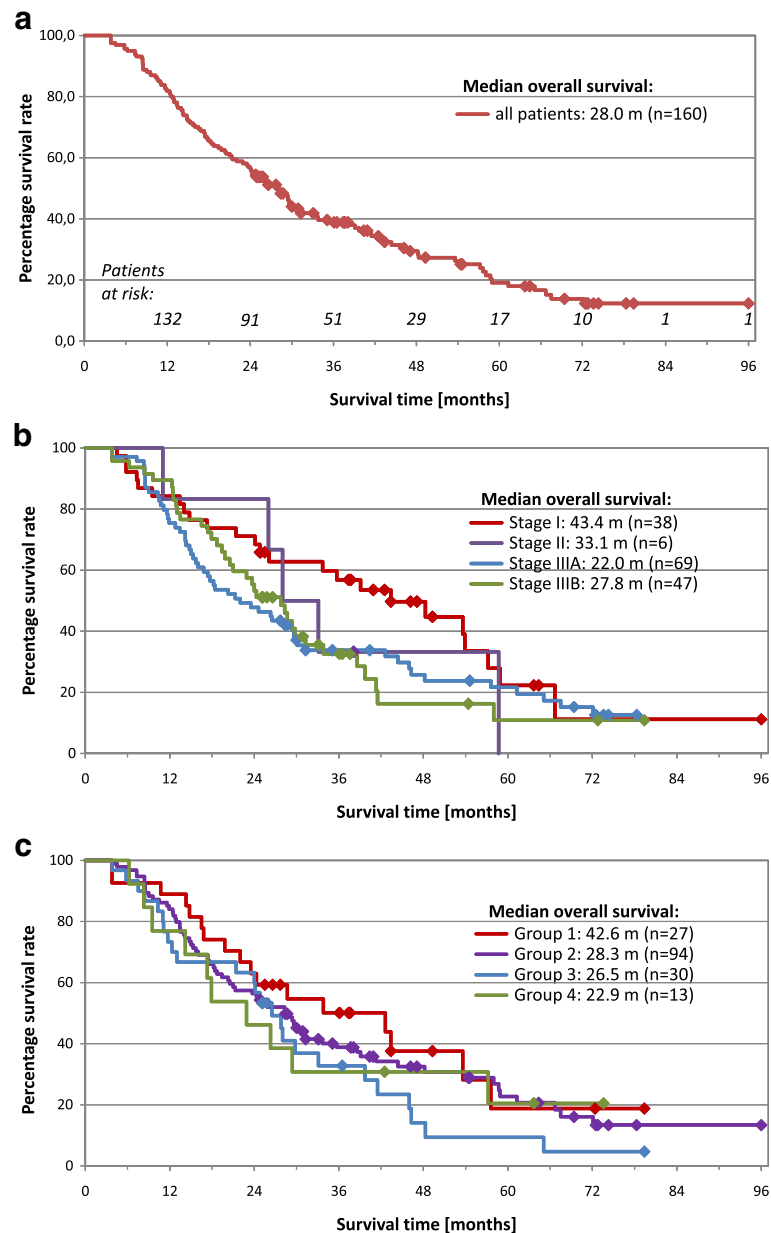 a
100,0
80,0
60,0
40,0
20,0
0,0
Percentage survival rate
Median overall survival:
all patients: 28.0 m (n=160)
Patients
at risk:
132 91 51 29 17 10 1 1
0 12 24 36 48 60 72 84 96
Survival time [months]
b
100
80
60
40
20
0
Percentage survival rate
Median overall survival:
Stage I: 43.4 m (n=38)
Stage II: 33.1 m (n=6)
Stage IIIA: 22.0 m (n=69)
Stage IIIB: 27.8 m (n=47)
0 12 24 36 48 60 72 84 96
Survival time [months]
c
100
80
60
40
20
0
Percentage survival rate
Median overall survival:
Group 1: 42.6 m (n=27)
Group 2: 28.3 m (n=94)
Group 3: 26.5 m (n=30)
Group 4: 22.9 m (n=13)
0 12 24 36 48 60 72 84 96
Survival time [months]